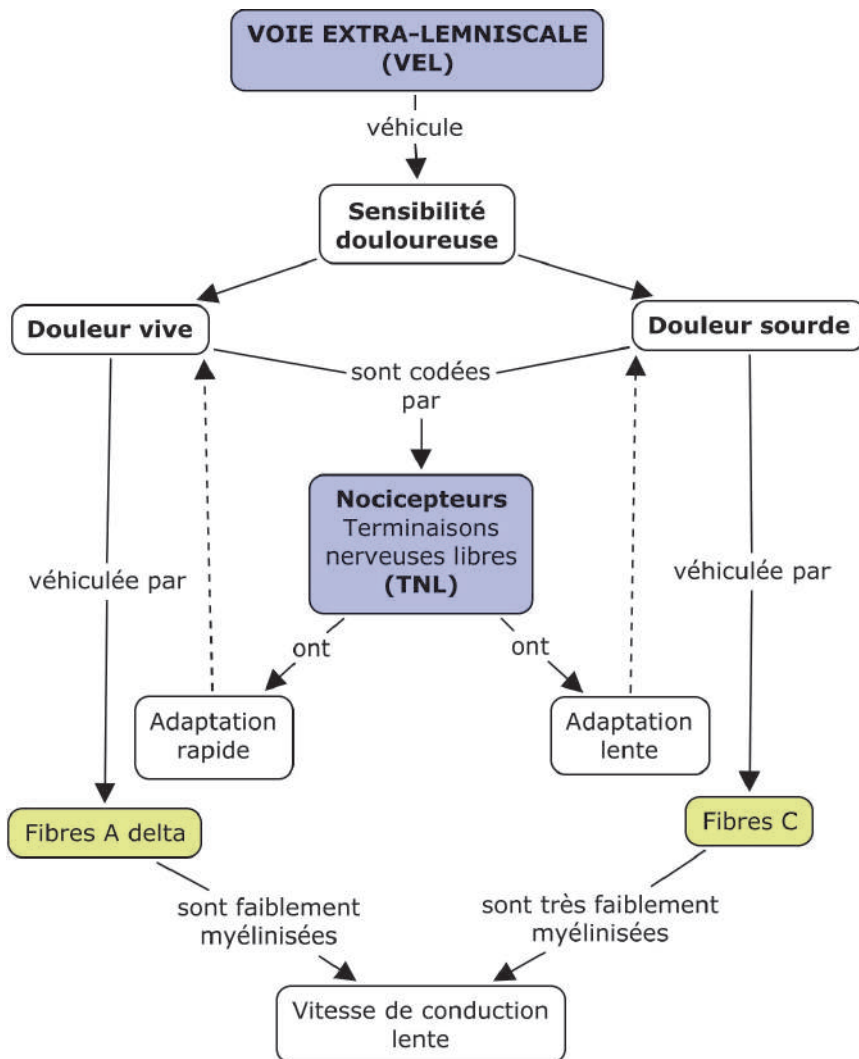 VOIE EXTRA-LEMNISCALE
(VEL)
véhicule
Sensibilité
douloureuse
Douleur vive
Douleur sourde
sont codées
par
Nocicepteurs
Terminaisons
nerveuses libres
(TNL)
véhiculée par
véhiculée par
ont
ont
Adaptation
rapide
Adaptation
lente
Fibres A delta
Fibres C
sont faiblement
myélinisées
sont très faiblement
myélinisées
Vitesse de conduction
lente